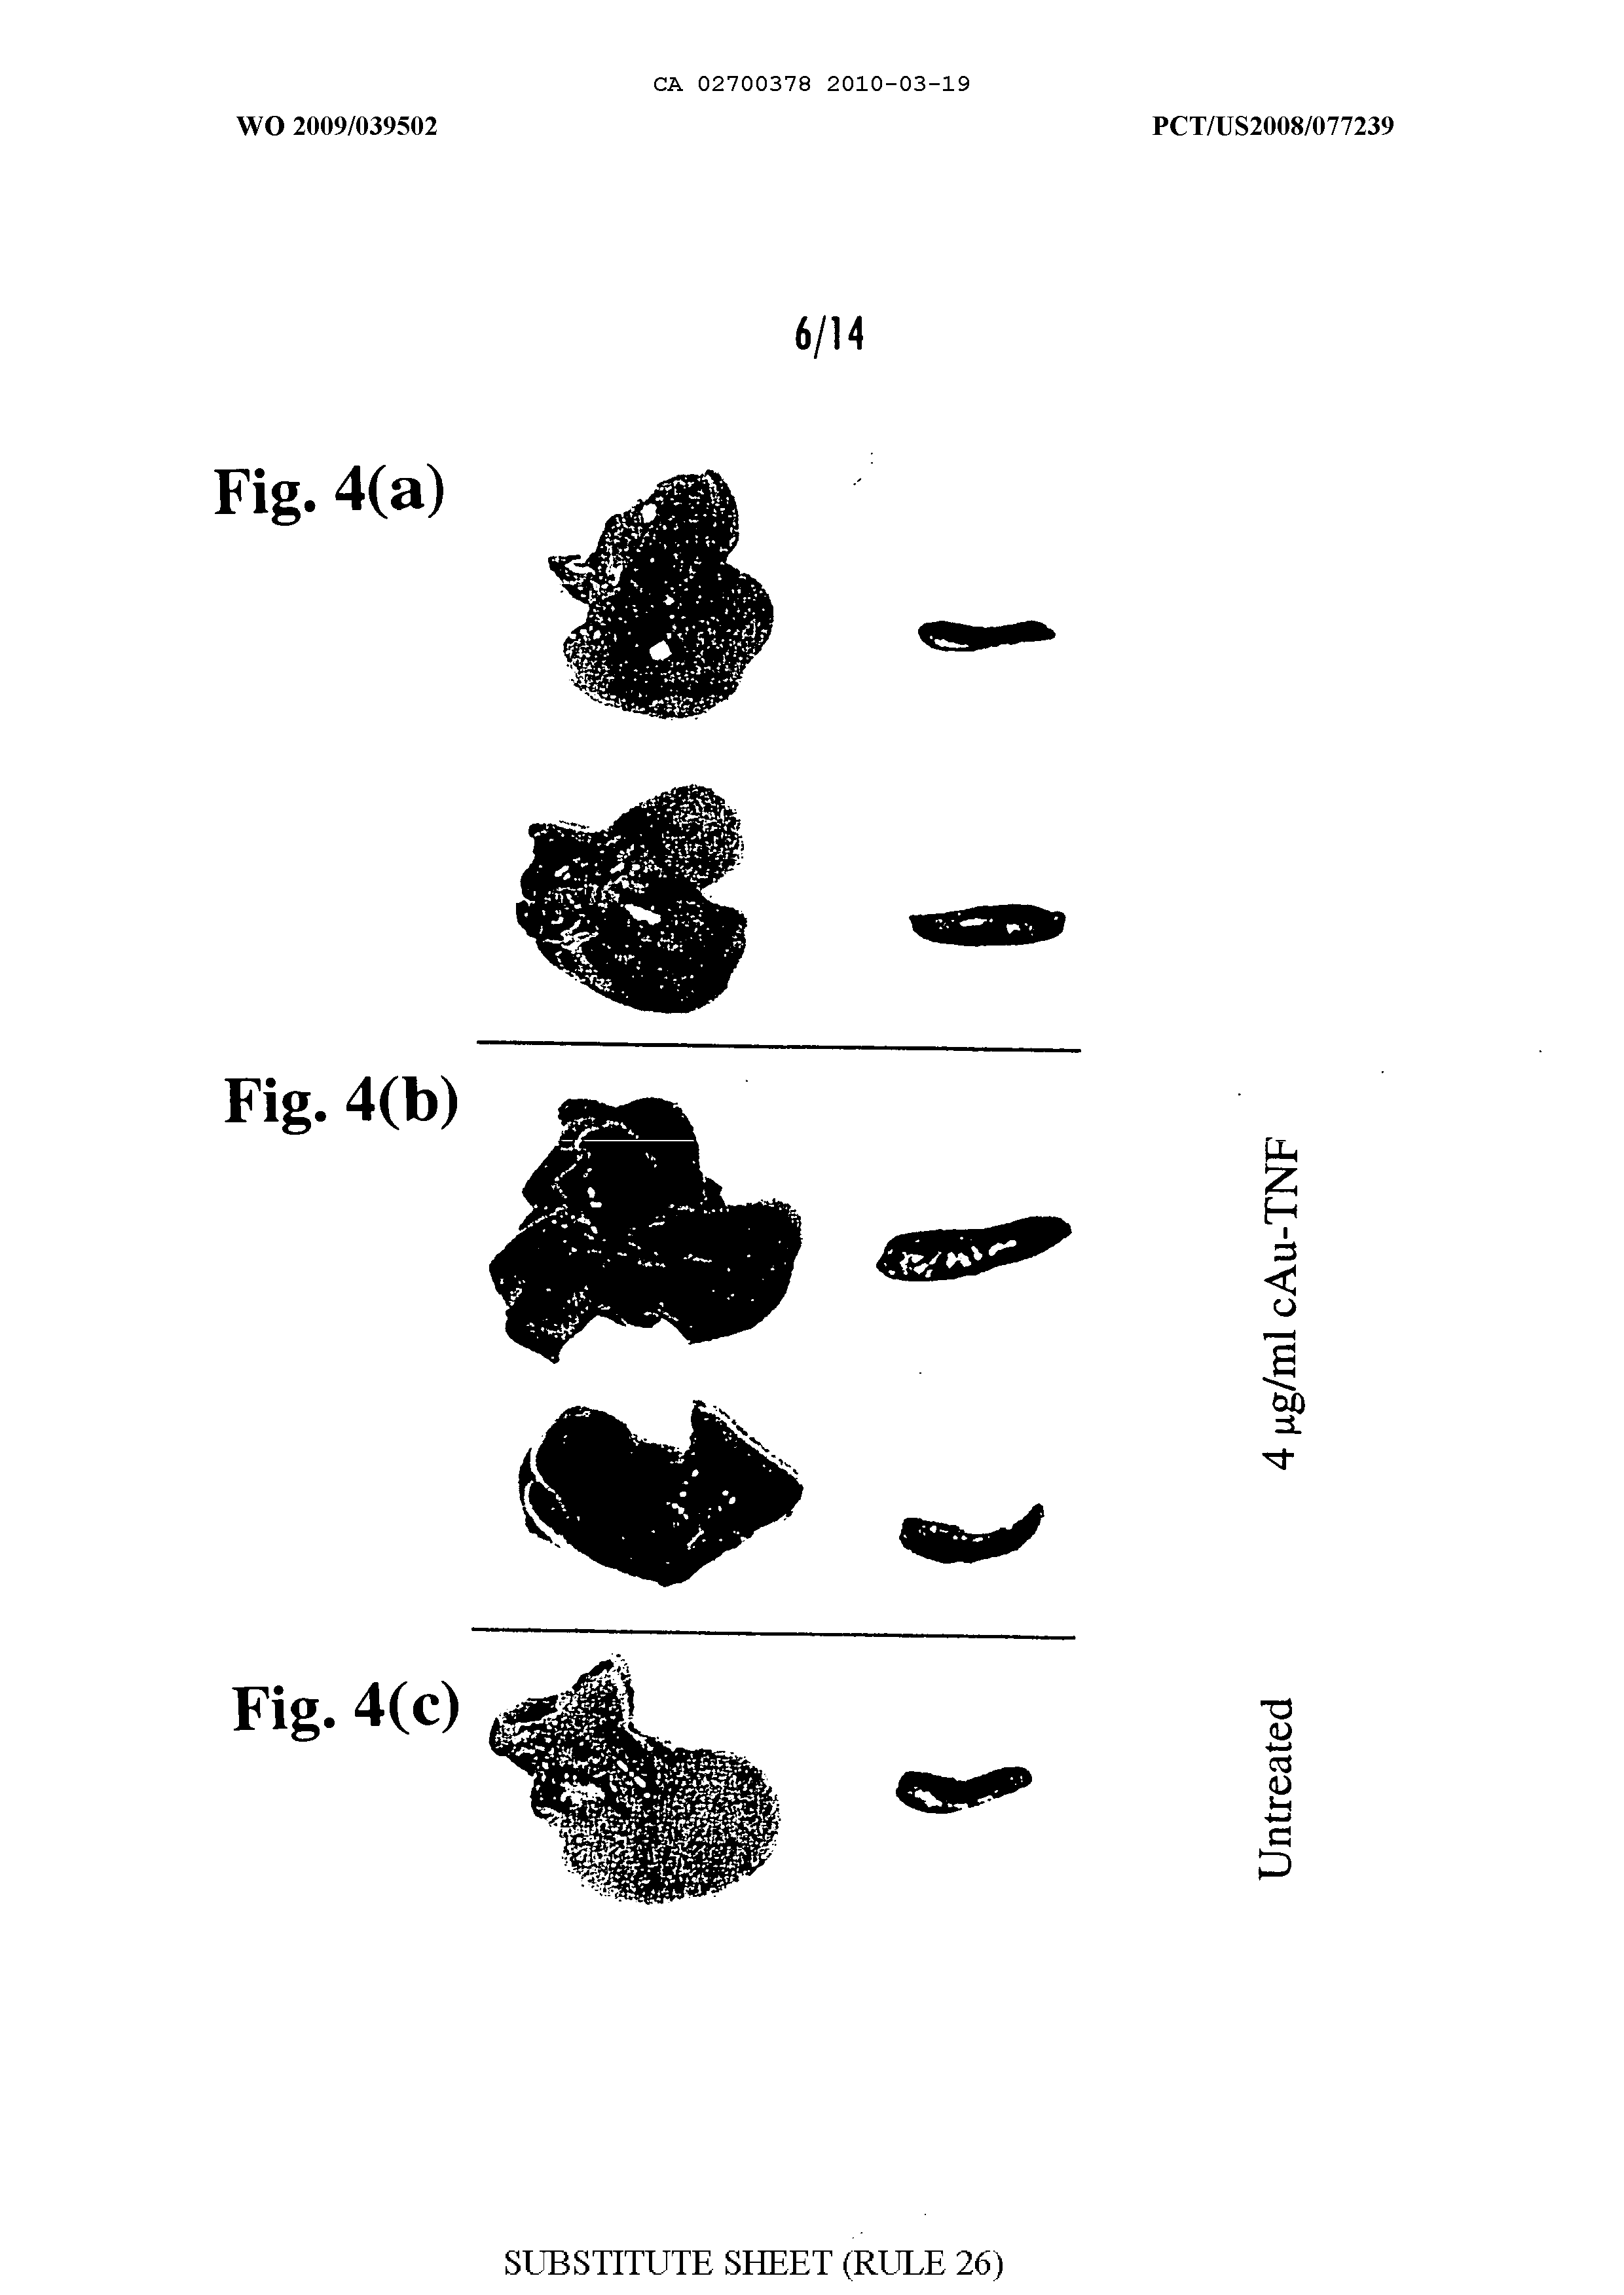 CA 02700378 2010-03-19
WO 2009/039502
PCT/US2008/077239
6/14
Fig. 4(a)
Fig. 4(b)
4 µg/ml cAu-TNF
Fig. 4(c)
Untreated
SUBSTITUTE SHEET (RULE 26)